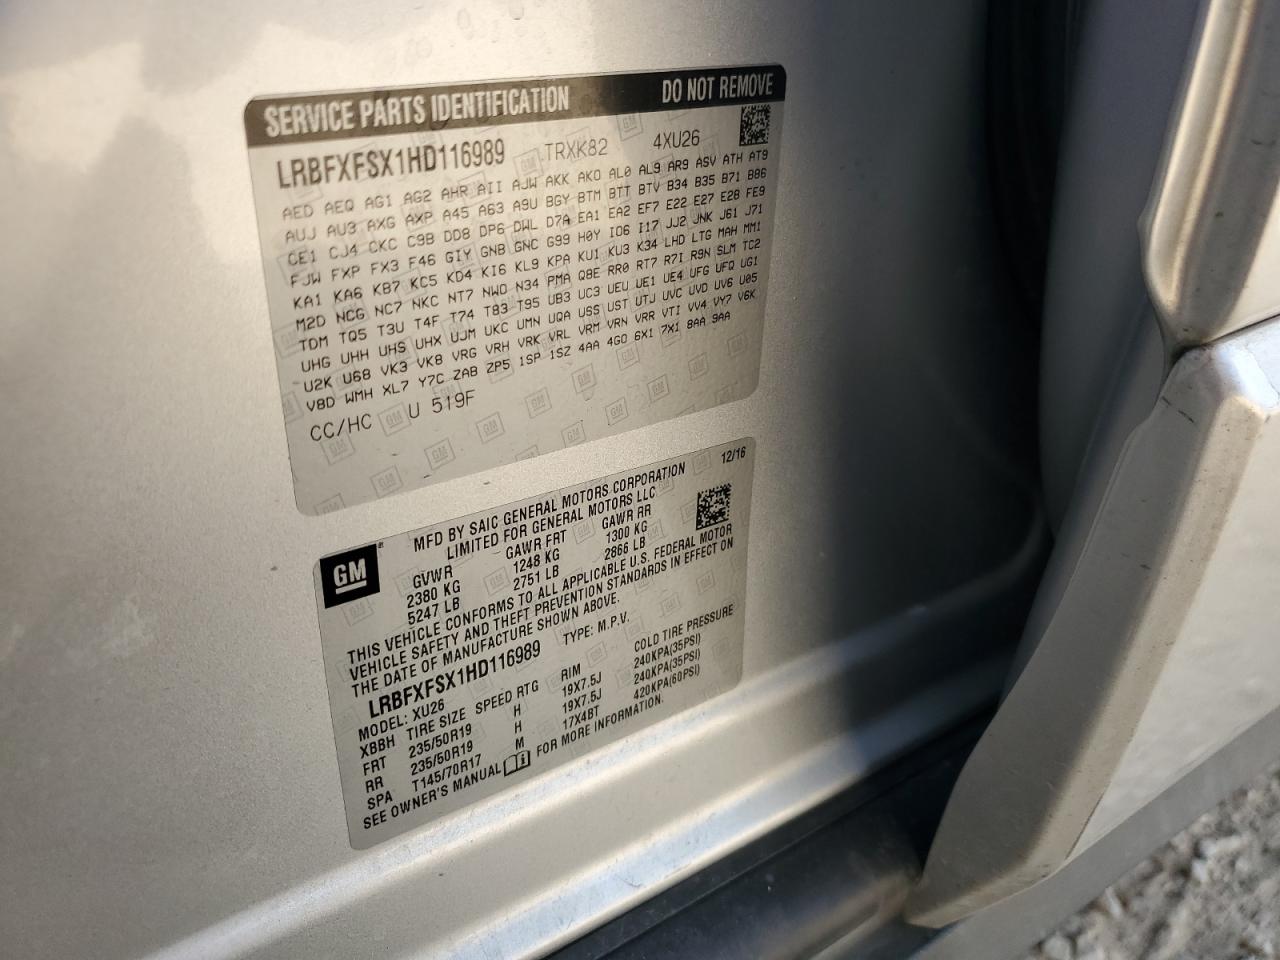 SERVICE PARTS IDENTIFICATION DO NOT REMOVE
LRBFXFSX1HD116989 TRXK82 4XU26
AED AEQ AG1 AG2 AHR AII AJW AKK AKO AL0 AL9 AR9 ASV ATH AT9
AUJ AU3 AXG AXP A45 A63 A9U BGY BTM BTT BTV B34 B35 B71 B86
CE1 CJ4 CKC C9B DD8 DP6 DWL D7A EA1 EA2 EF7 E22 E27 E28 FE9
FJW FXP FX3 F46 GIY GNB GNC G99 H0Y IO6 I17 JJ2 JNK J61 J71
KA1 KA6 KB7 KC5 KD4 KI6 KL9 KPA KU1 KU3 K34 LHD LTG MAH MM1
M2D NCG NC7 NKC NT7 NWO N34 PMA Q8E RR0 RT7 R7I R9N SLM TC2
TDM TQ5 T3U T4F T74 T83 T95 UB3 UC3 UEU UE1 UE4 UFG UFQ UG1
UHG UHH UHS UHX UJM UKC UMN UQA USS UST UTJ UVC UVD UV6 U05
U2K U68 VK3 VK8 VRG VRH VRK VRL VRM VRN VRR VTI VV4 VY7 V6K
V8D WMH XL7 Y7C ZAB ZP5 1SP 1SZ 4AA 4GO 6X1 7X1 8AA 9AA
CC/HC U 519F
GM
MFD BY SAIC GENERAL MOTORS CORPORATION 12/16
LIMITED FOR GENERAL MOTORS LLC
GVWR GAWR FRT GAWR RR
2380 KG 1248 KG 1300 KG
5247 LB 2751 LB 2866 LB
THIS VEHICLE CONFORMS TO ALL APPLICABLE U.S. FEDERAL MOTOR
VEHICLE SAFETY AND THEFT PREVENTION STANDARDS IN EFFECT ON
THE DATE OF MANUFACTURE SHOWN ABOVE.
LRBFXFSX1HD116989 TYPE: M.P.V.
MODEL: XU26
XBBH TIRE SIZE SPEED RTG RIM COLD TIRE PRESSURE
FRT 235/50R19 H 19X7.5J 240KPA(35PSI)
RR 235/50R19 H 19X7.5J 240KPA(35PSI)
SPA T145/70R17 M 17X4BT 420KPA(60PSI)
SEE OWNER'S MANUAL FOR MORE INFORMATION.